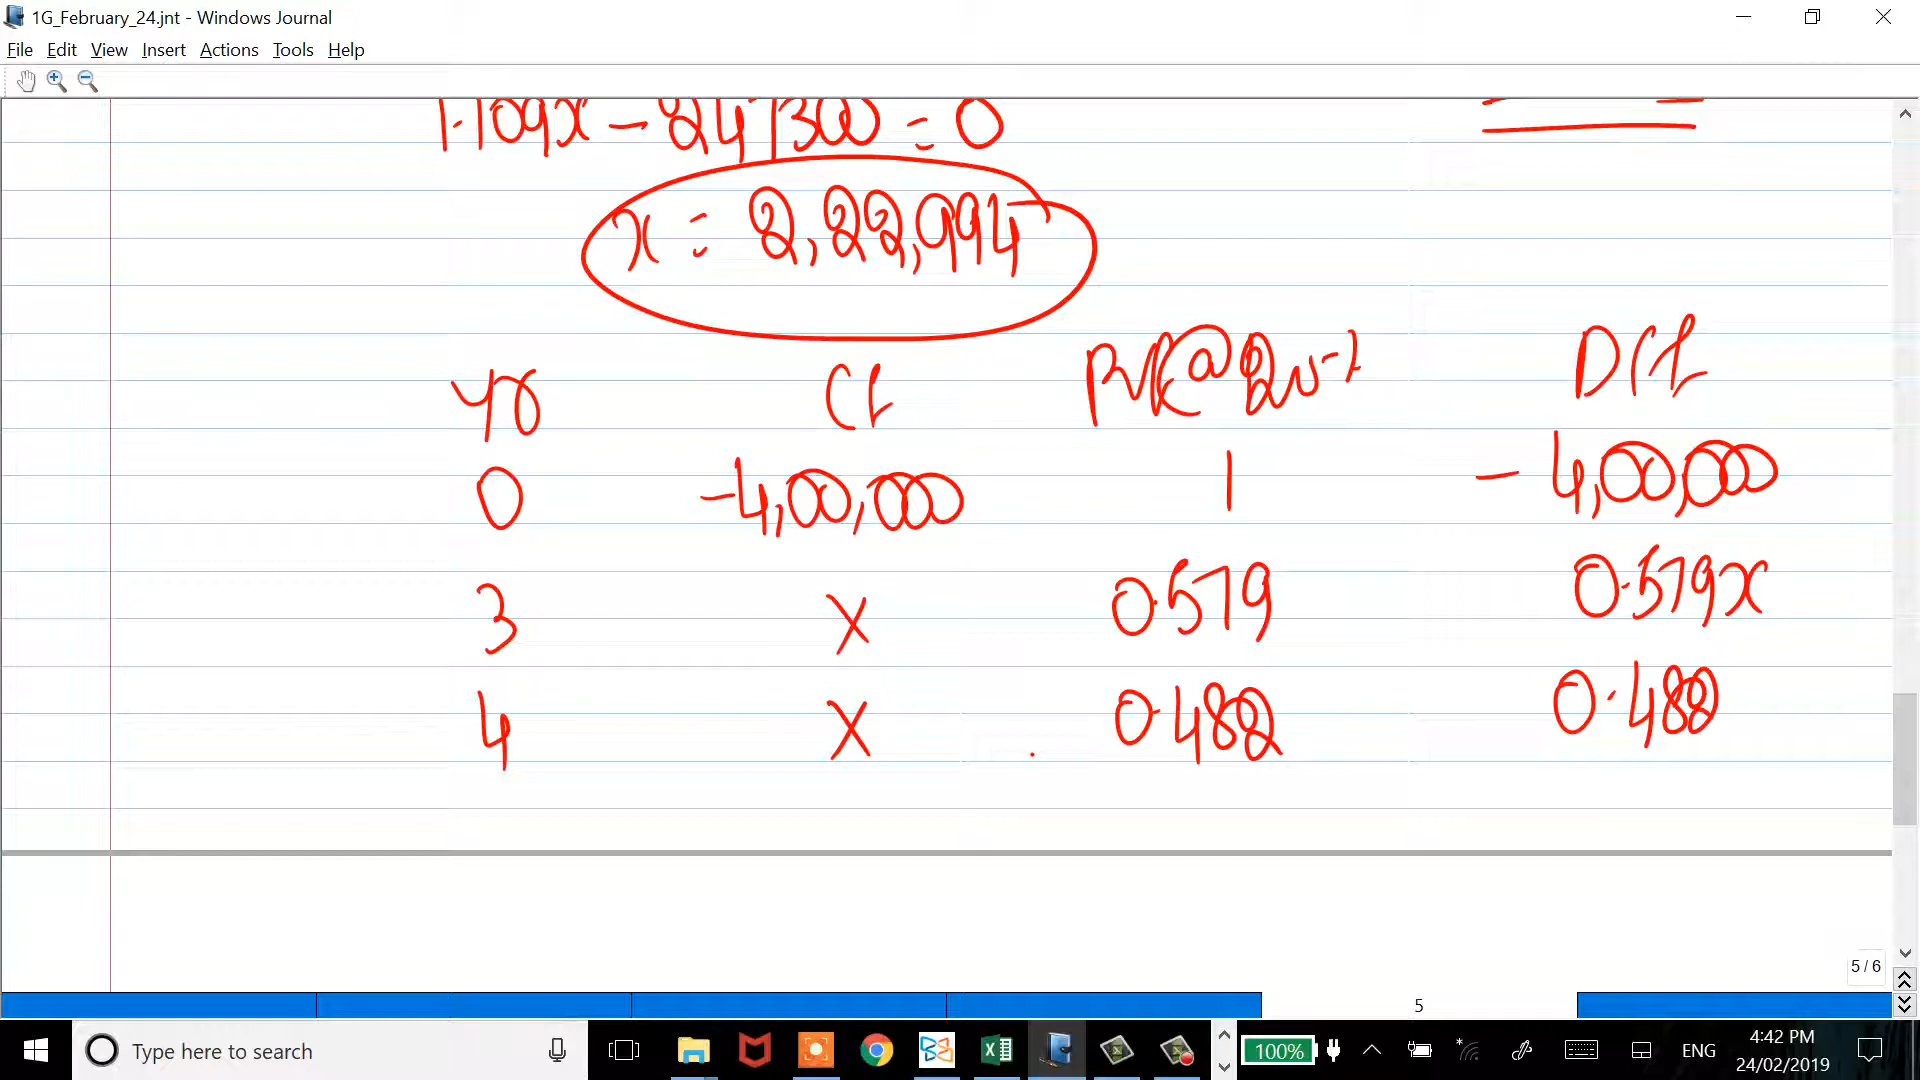 1G_February_24.jnt - Windows Journal
File Edit View Insert Actions Tools Help
1.109x - 247300 = 0
x = 2,22,994
Yr CF PVF@20% DCF
0 -4,00,000 1 - 4,00,000
3 X 0.579 0.579x
4 X 0.482 0.482
5 / 6
5
Type here to search
100%
ENG
4:42 PM
24/02/2019